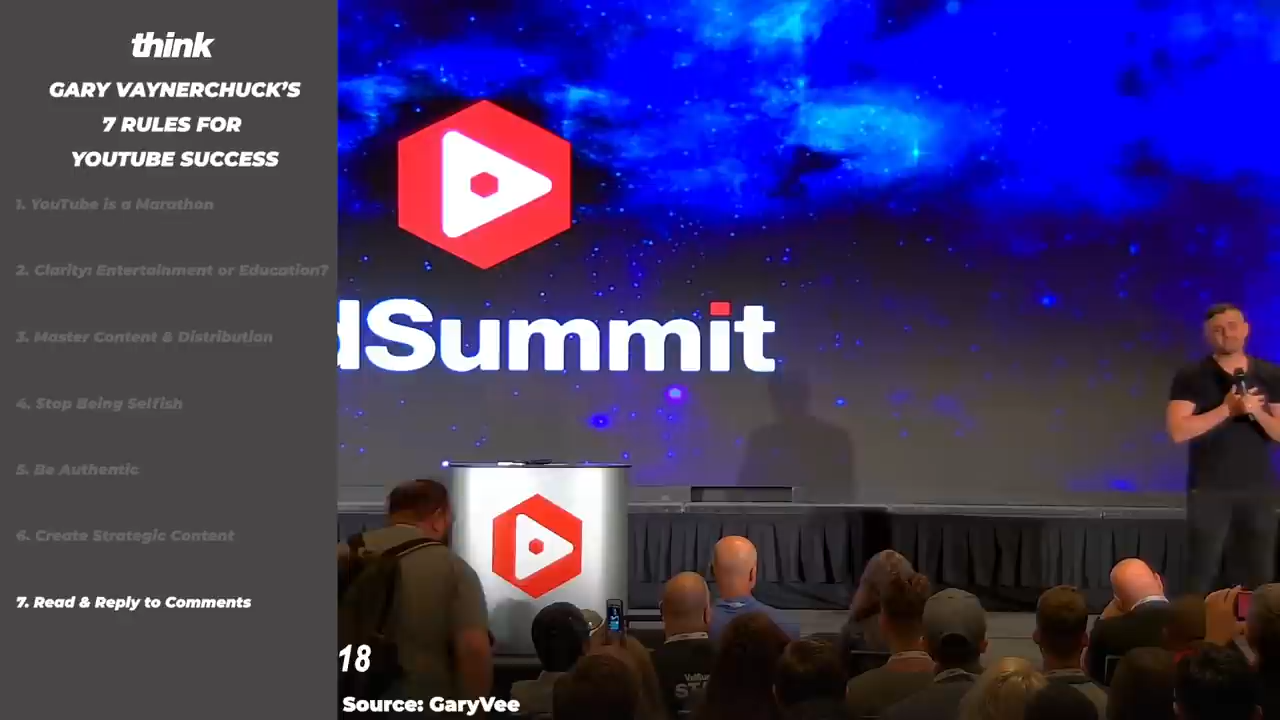 think
GARY VAYNERCHUCK'S
7 RULES FOR
YOUTUBE SUCCESS
1. YouTube is a Marathon
2. Clarity: Entertainment or Education?
3. Master Content & Distribution
4. Stop Being Selfish
5. Be Authentic
6. Create Strategic Content
7. Read & Reply to Comments
dSummit
18
Source: GaryVee